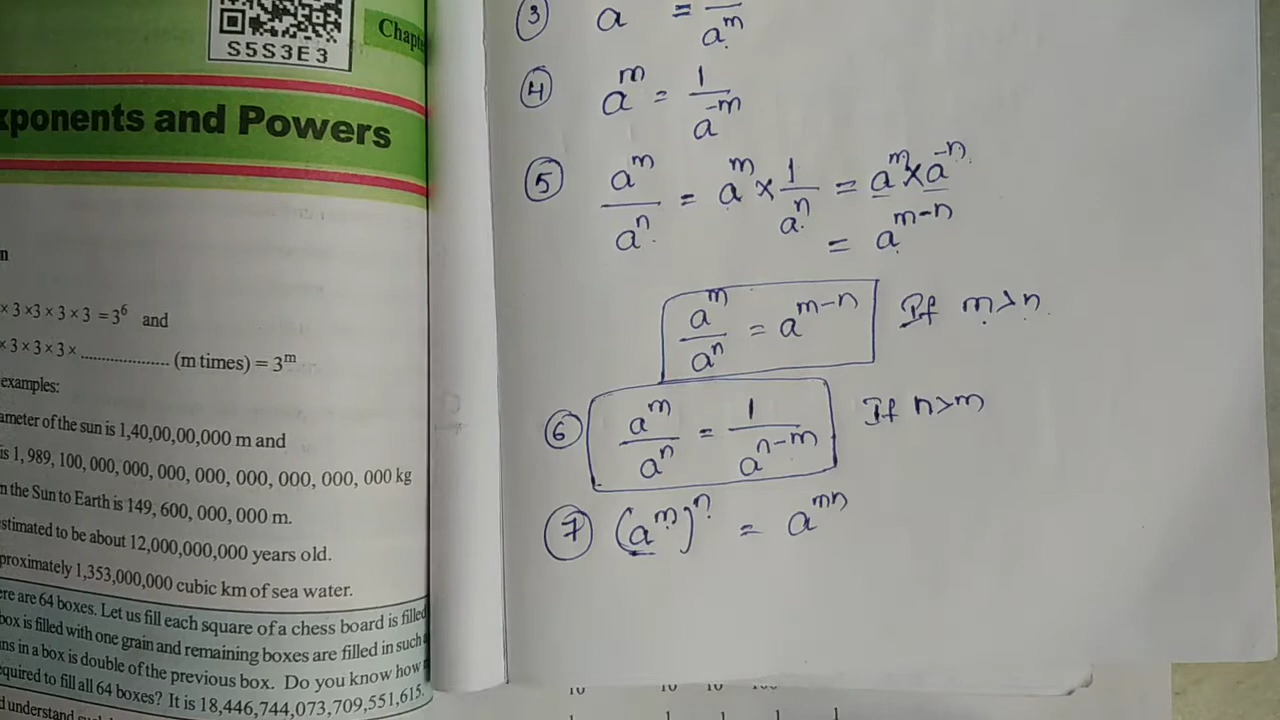 S5S3E3
Chapt
xponents and Powers
n
× 3 ×3 × 3 × 3 = 3⁶ and
× 3 × 3 × 3 × .................... (m times) = 3ᵐ
examples:
ameter of the sun is 1,40,00,00,000 m and
is 1, 989, 100, 000, 000, 000, 000, 000, 000, 000 kg
m the Sun to Earth is 149, 600, 000, 000 m.
estimated to be about 12,000,000,000 years old.
proximately 1,353,000,000 cubic km of sea water.
ere are 64 boxes. Let us fill each square of a chess board is filled
box is filled with one grain and remaining boxes are filled in such
ns in a box is double of the previous box. Do you know how
equired to fill all 64 boxes? It is 18,446,744,073,709,551,615.
d understand
③ a = /aᵐ
④ aᵐ = 1/a⁻ᵐ
⑤ aᵐ/aⁿ = aᵐ × 1/aⁿ = aᵐ × a⁻ⁿ
= aᵐ⁻ⁿ
aᵐ/aⁿ = aᵐ⁻ⁿ If m>n
⑥ aᵐ/aⁿ = 1/aⁿ⁻ᵐ If n>m
⑦ (aᵐ)ⁿ = aᵐⁿ
10 10 10 100